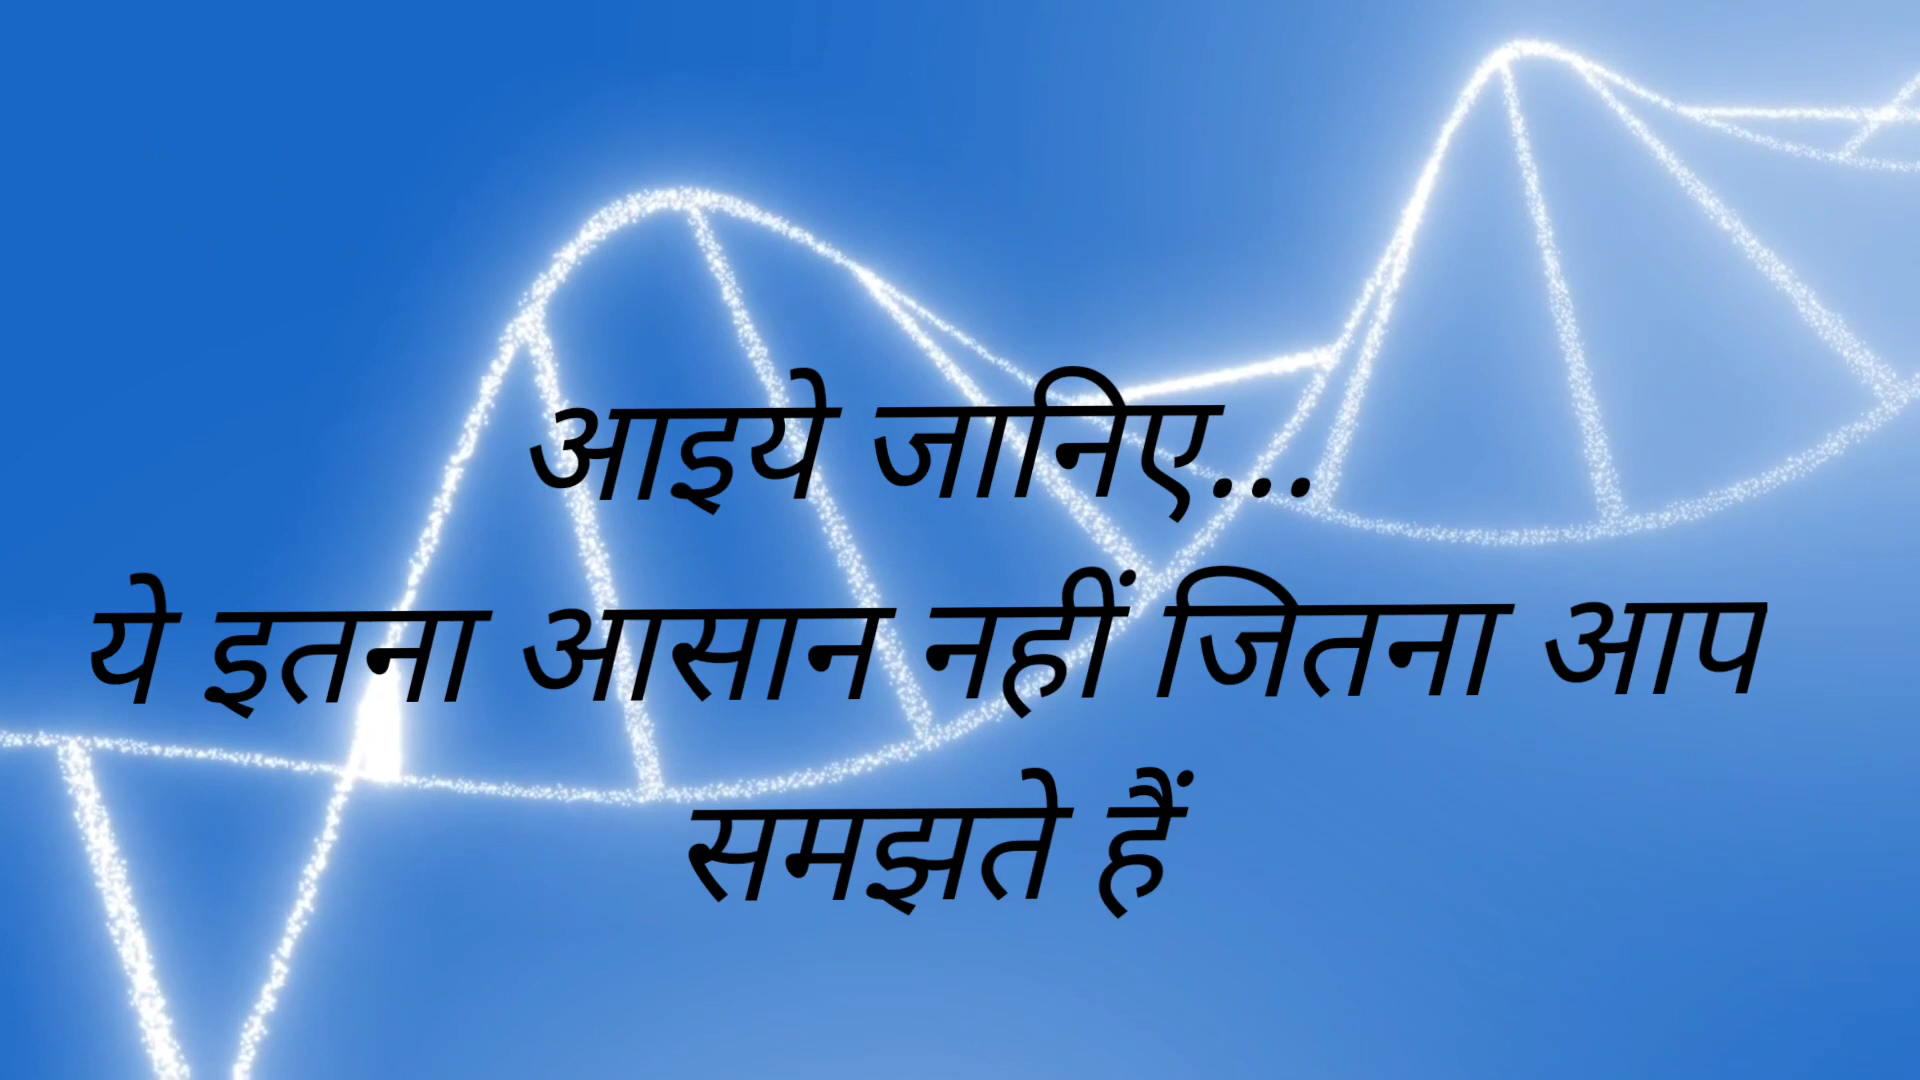 आइये जानिए...
ये इतना आसान नहीं जितना आप
समझते हैं